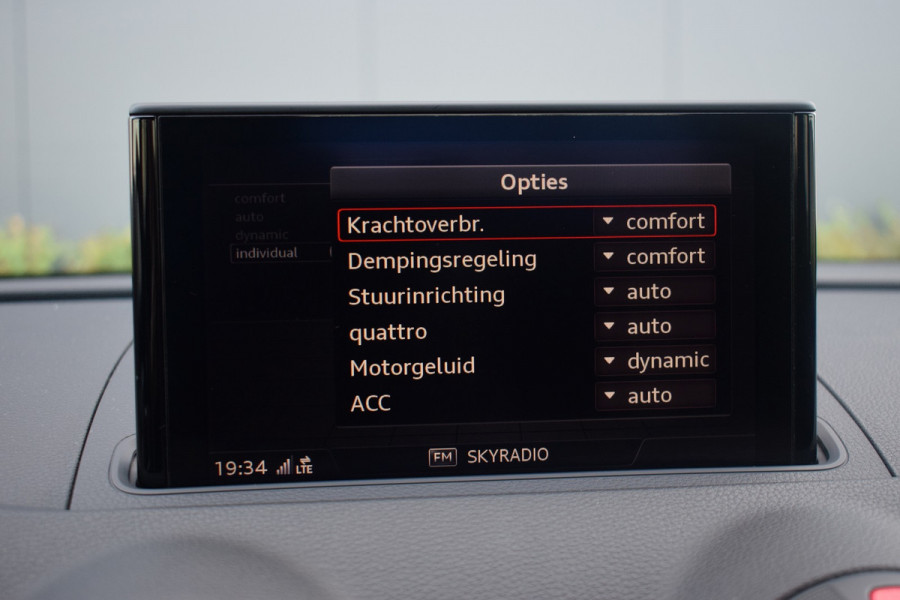 Opties
comfort
auto
dynamic
individual
Krachtoverbr. comfort
Dempingsregeling comfort
Stuurinrichting auto
quattro auto
Motorgeluid dynamic
ACC auto
19:34 LTE FM SKYRADIO